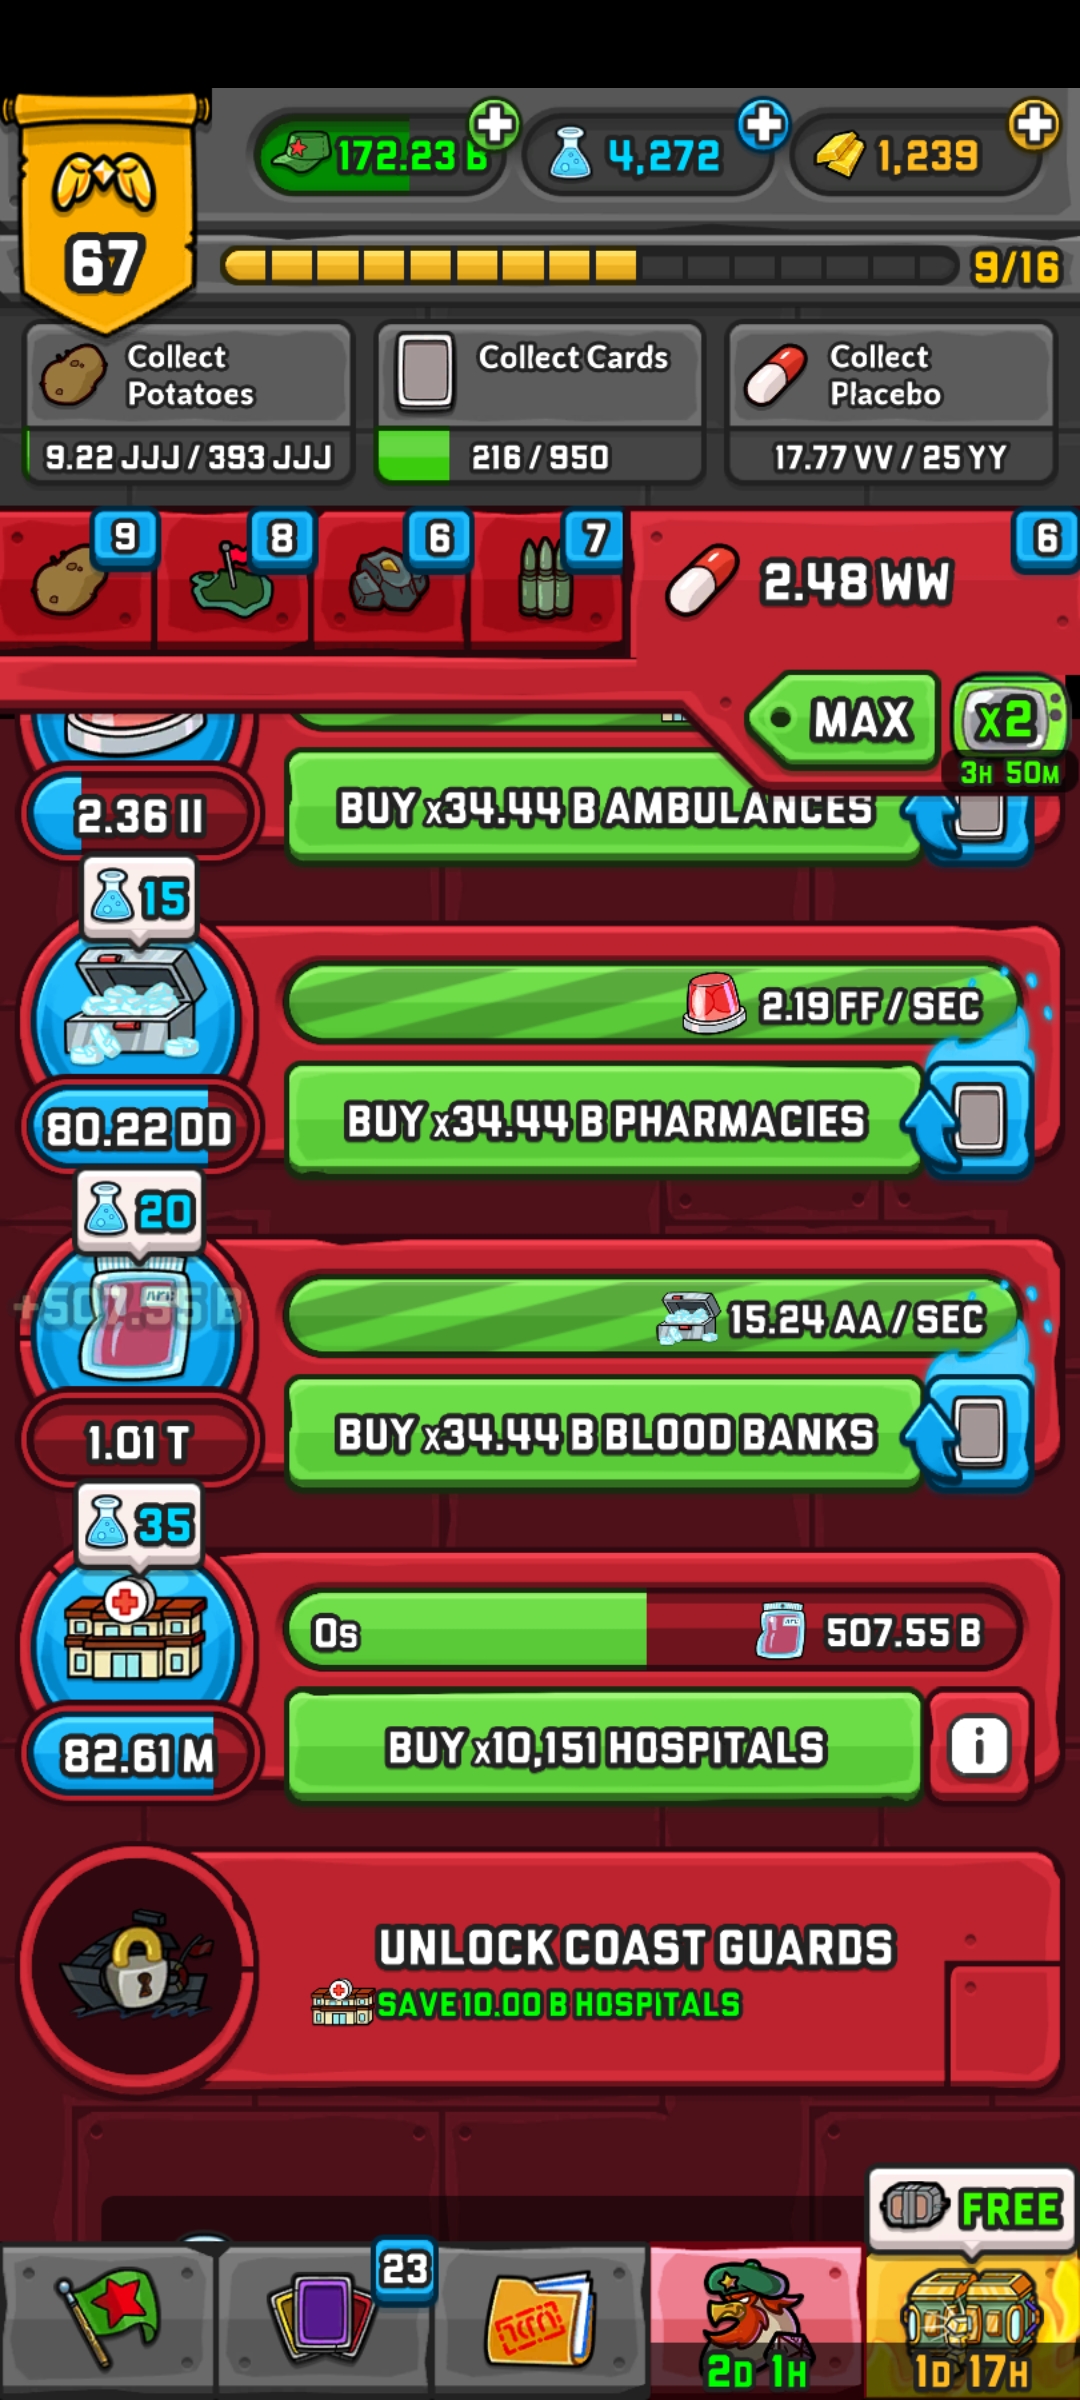 172.23 B
4,272
1,239
67
9/16
Collect
Potatoes
9.22 JJJ / 393 JJJ
Collect Cards
216 / 950
Collect
Placebo
17.77 VV / 25 YY
9
8
6
7
2.48 WW
6
MAX
x2
3H 50M
2.36 II
BUY x34.44 B AMBULANCES
15
2.19 FF / SEC
80.22 DD
BUY x34.44 B PHARMACIES
20
+507.55 B
15.24 AA / SEC
1.01 T
BUY x34.44 B BLOOD BANKS
35
0s
507.55 B
82.61 M
BUY x10,151 HOSPITALS
i
UNLOCK COAST GUARDS
SAVE 10.00 B HOSPITALS
FREE
23
2D 1H
1D 17H